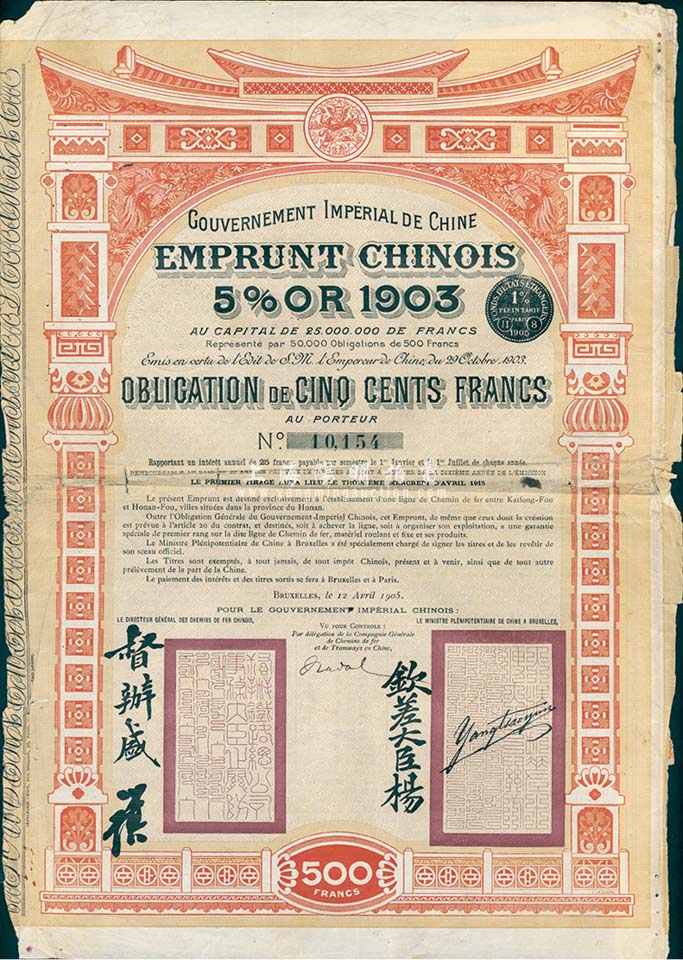 GOUVERNEMENT IMPÉRIAL DE CHINE
EMPRUNT CHINOIS
5% OR 1903
AU CAPITAL DE 25.000.000 DE FRANCS
Représenté par 50.000 Obligations de 500 Francs
Emis en vertu de l'Edit de S.M. l'Empereur de Chine, du 29 Octobre 1903.
FONDS D'ETATS ETRANGERS
1%
PLEIN TARIF
PARIS
11 8
1905
OBLIGATION DE CINQ CENTS FRANCS
AU PORTEUR
N° 10,154
Rapportant un intérêt annuel de 25 francs, payable par semestre le 1er Janvier et le 1er Juillet de chaque année.
LE PREMIER TIRAGE AURA LIEU LE TROISIÈME MERCREDI D'AVRIL 1915
Le présent Emprunt est destiné exclusivement à l'établissement d'une ligne de Chemin de fer entre Kaifong-Fou
et Honan-Fou, villes situées dans la province du Honan.
Outre l'Obligation Générale du Gouvernement Impérial Chinois, cet Emprunt, de même que ceux dont la création
est prévue à l'article 20 du contrat, et destinés, soit à achever la ligne, soit à organiser son exploitation, a une garantie
spéciale de premier rang sur la dite ligne de Chemin de fer, matériel roulant et fixe et ses produits.
Le Ministre Plénipotentiaire de Chine à Bruxelles a été spécialement chargé de signer les titres et de les revêtir de
son sceau officiel.
Les Titres sont exemptés, à tout jamais, de tout impôt Chinois, présent et à venir, ainsi que de tout autre
prélèvement de la part de la Chine.
Le paiement des intérêts et des titres sortis se fera à Bruxelles et à Paris.
BRUXELLES, le 12 Avril 1905.
POUR LE GOUVERNEMENT IMPÉRIAL CHINOIS :
LE DIRECTEUR GÉNÉRAL DES CHEMINS DE FER CHINOIS,
VU POUR CONTROLE :
Par délégation de la Compagnie Générale
de Chemins de fer
et de Tramways en Chine,
LE MINISTRE PLÉNIPOTENTIAIRE DE CHINE A BRUXELLES,
督辦盛
欽差大臣楊
500
FRANCS